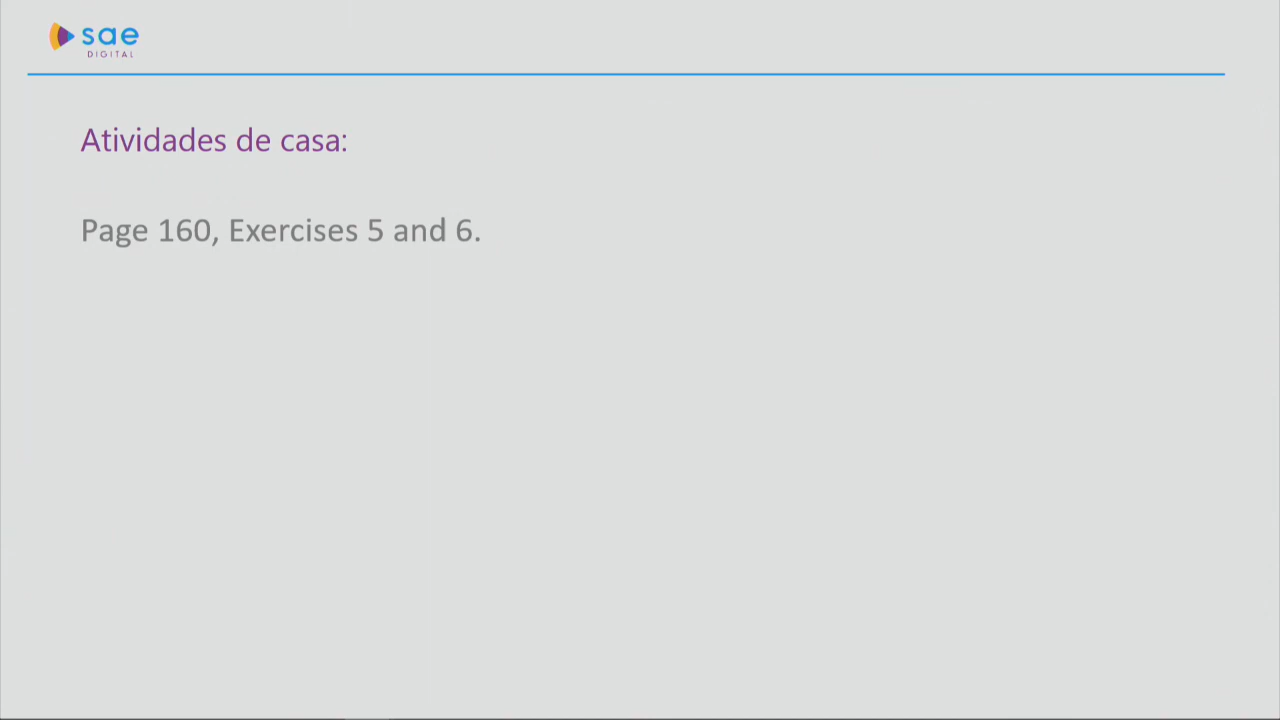 sae
DIGITAL
Atividades de casa:
Page 160, Exercises 5 and 6.